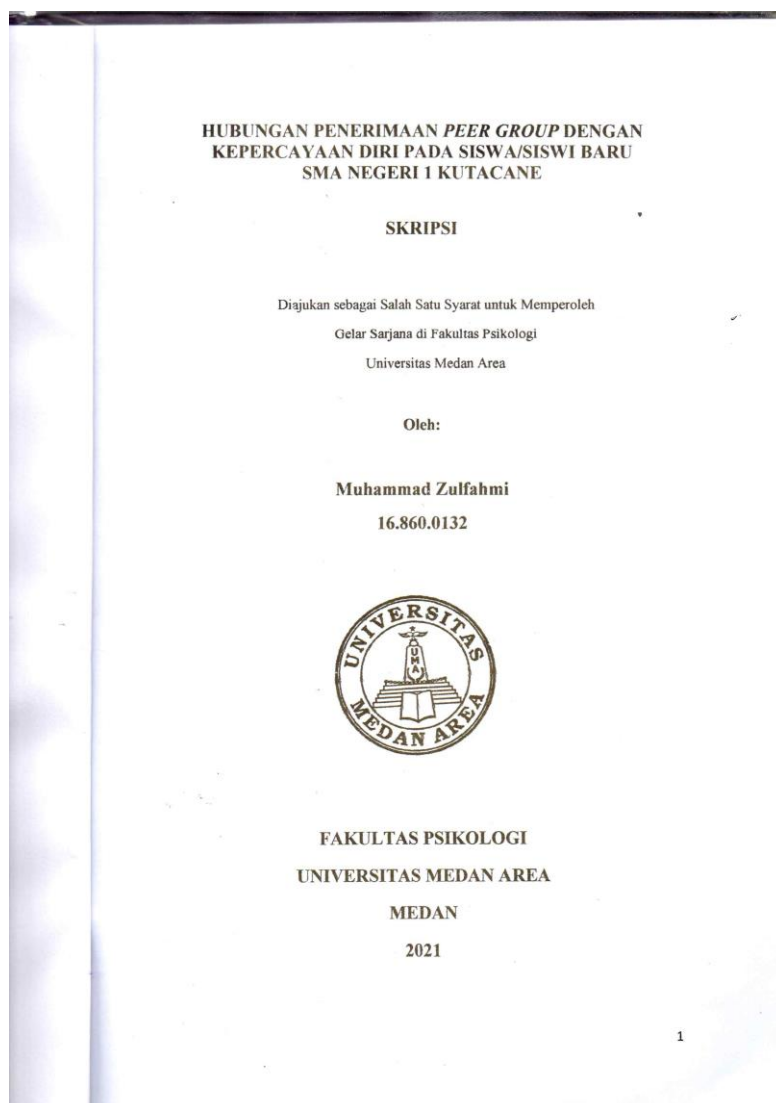 HUBUNGAN PENERIMAAN PEER GROUP DENGAN
KEPERCAYAAN DIRI PADA SISWA/SISWI BARU
SMA NEGERI 1 KUTACANE
SKRIPSI
Diajukan sebagai Salah Satu Syarat untuk Memperoleh
Gelar Sarjana di Fakultas Psikologi
Universitas Medan Area
Oleh:
Muhammad Zulfahmi
16.860.0132
UNIVERSITAS
UMA
MEDAN AREA
FAKULTAS PSIKOLOGI
UNIVERSITAS MEDAN AREA
MEDAN
2021
1